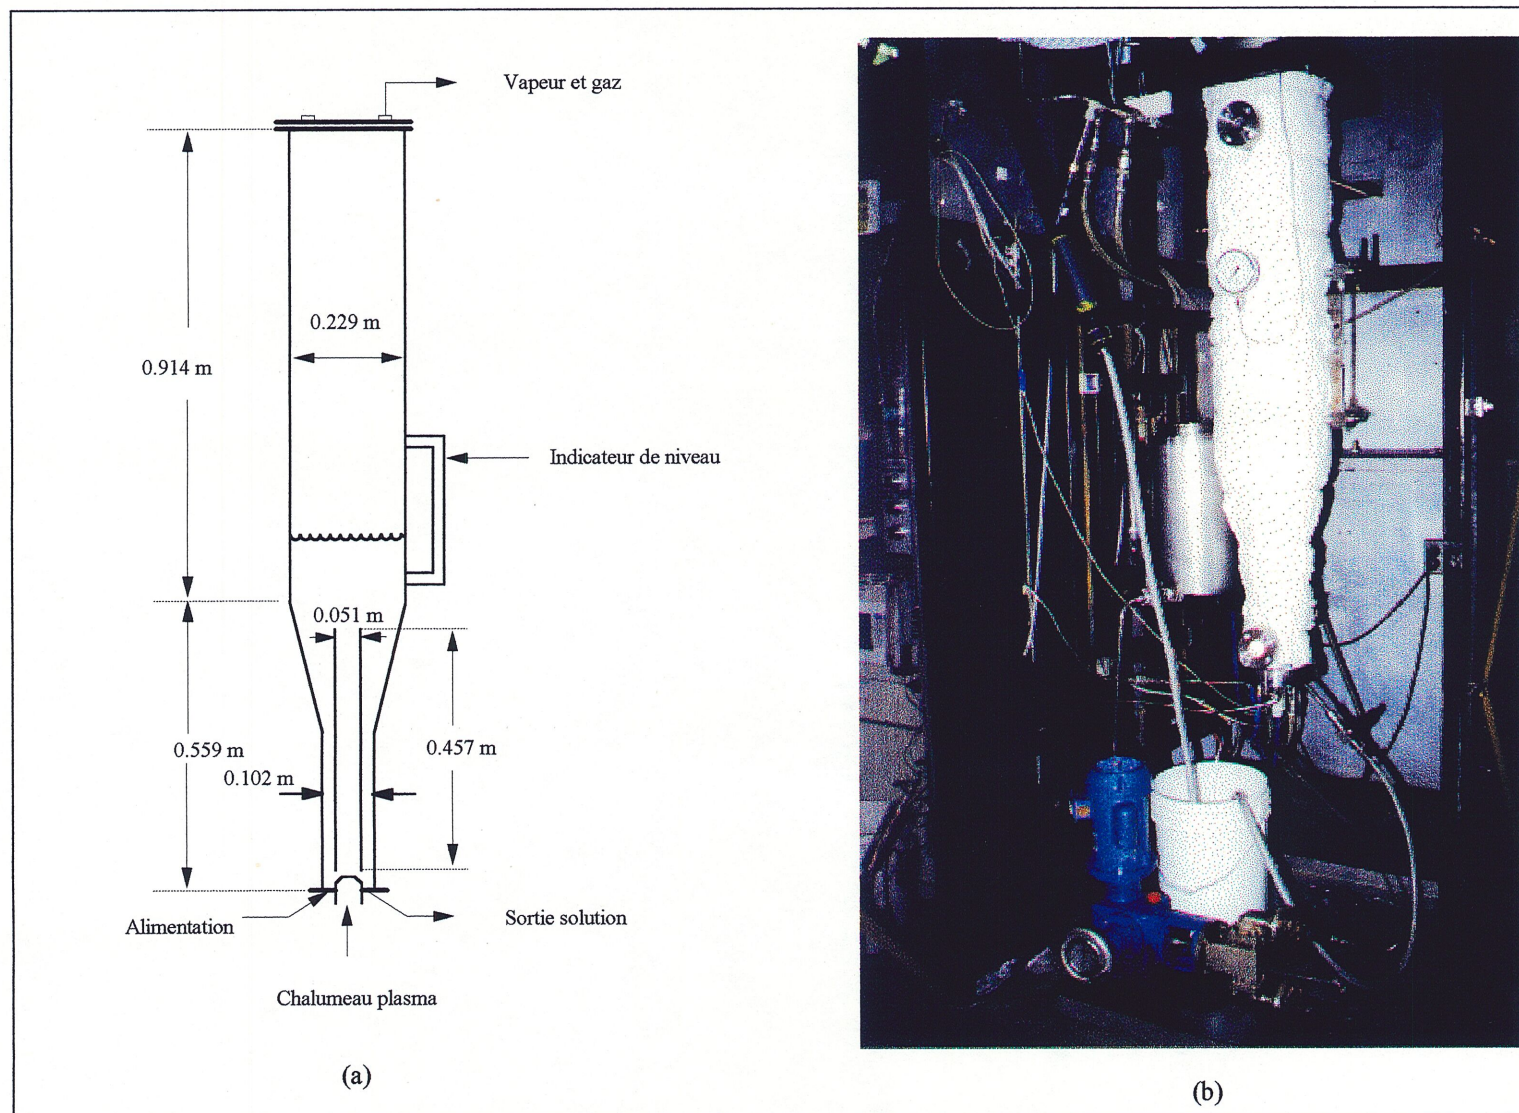 Vapeur et gaz
0.229 m
0.914 m
Indicateur de niveau
0.051 m
0.559 m
0.457 m
0.102 m
Alimentation
Sortie solution
Chalumeau plasma
(a)
(b)